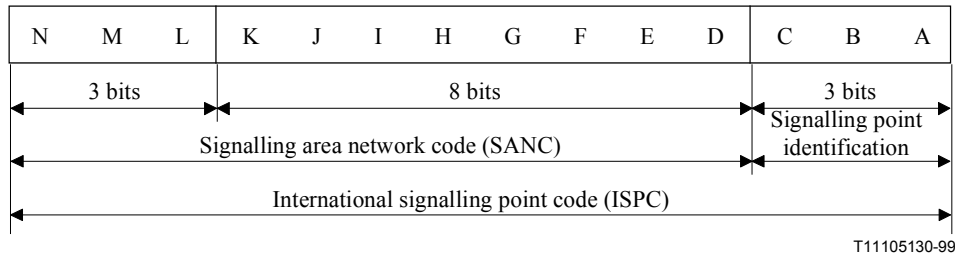 N M L K J I H G F E D C B A
3 bits 8 bits 3 bits
Signalling area network code (SANC)
Signalling point
identification
International signalling point code (ISPC)
T11105130-99